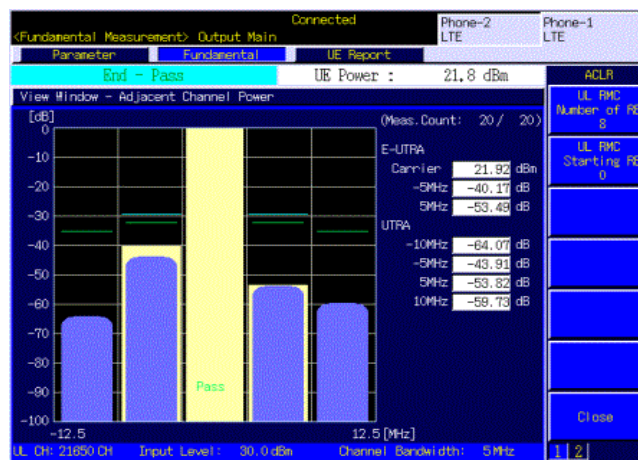 Connected
Phone-2 Phone-1
<Fundamental Measurement> Output Main
LTE LTE
Parameter Fundamental UE Report
End - Pass UE Power : 21.8 dBm ACLR
View Window - Adjacent Channel Power
UL RMC
Number of RB
8
[dB] (Meas.Count: 20/ 20)
0
E-UTRA
UL RMC
Starting RB
0
-10
Carrier 21.92 dBm
-5MHz -40.17 dB
-20
5MHz -53.49 dB
-30
UTRA
-10MHz -64.07 dB
-40
-5MHz -43.91 dB
-50
5MHz -53.82 dB
10MHz -59.73 dB
-60
-70
-80
Pass
-90
Close
-100
-12.5 12.5 [MHz]
UL CH: 21650 CH Input Level: 30.0 dBm Channel Bandwidth: 5 MHz 1 2